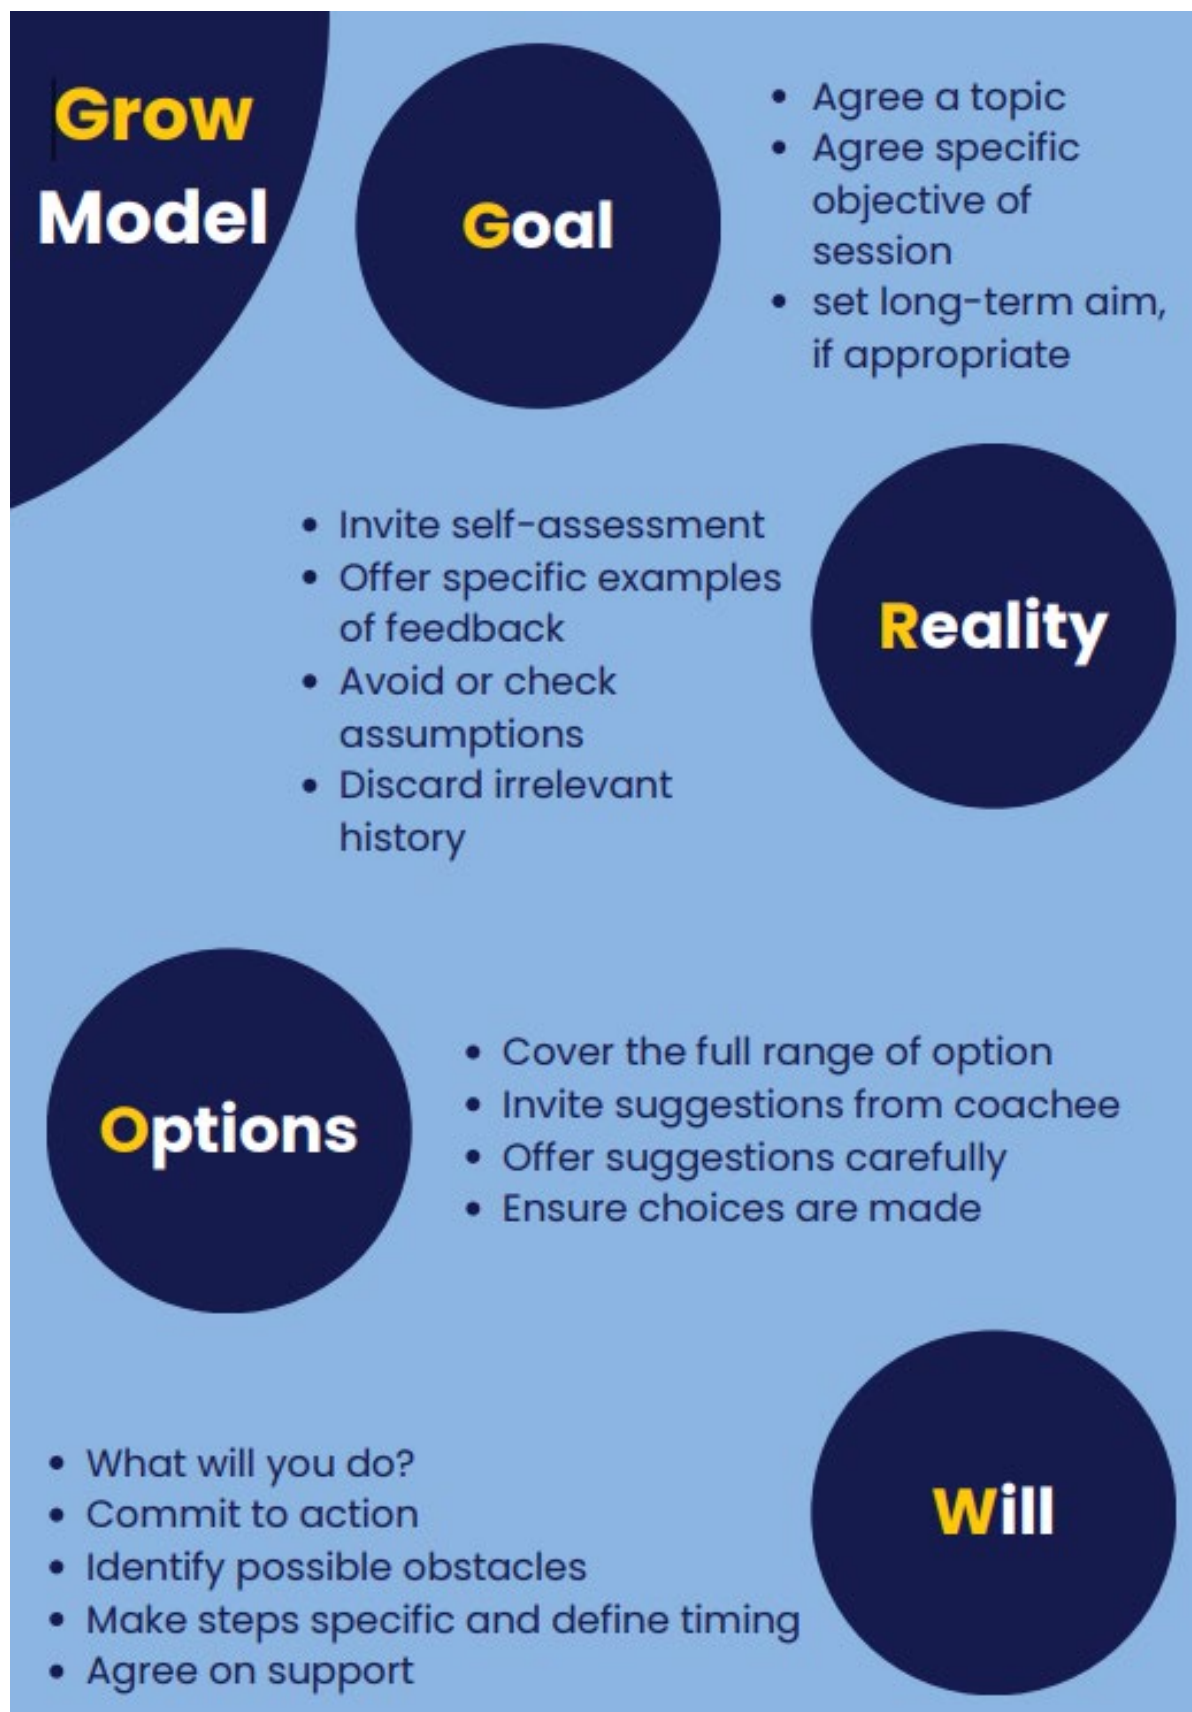 Grow
Model
Goal
• Agree a topic
• Agree specific
objective of
session
• set long-term aim,
if appropriate
• Invite self-assessment
• Offer specific examples
of feedback
• Avoid or check
assumptions
• Discard irrelevant
history
Reality
Options
• Cover the full range of option
• Invite suggestions from coachee
• Offer suggestions carefully
• Ensure choices are made
• What will you do?
• Commit to action
• Identify possible obstacles
• Make steps specific and define timing
• Agree on support
Will